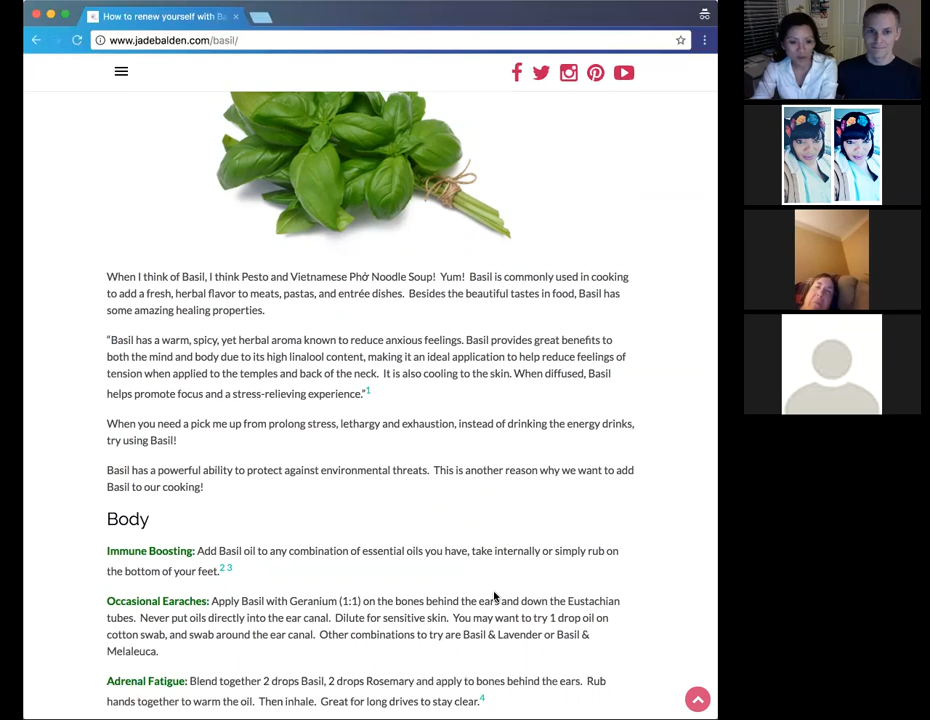 How to renew yourself with Ba
www.jadebalden.com/basil/
When I think of Basil, I think Pesto and Vietnamese Phở Noodle Soup!  Yum!  Basil is commonly used in cooking
to add a fresh, herbal flavor to meats, pastas, and entrée dishes.  Besides the beautiful tastes in food, Basil has
some amazing healing properties.
“Basil has a warm, spicy, yet herbal aroma known to reduce anxious feelings. Basil provides great benefits to
both the mind and body due to its high linalool content, making it an ideal application to help reduce feelings of
tension when applied to the temples and back of the neck.  It is also cooling to the skin. When diffused, Basil
helps promote focus and a stress-relieving experience.”1
When you need a pick me up from prolong stress, lethargy and exhaustion, instead of drinking the energy drinks,
try using Basil!
Basil has a powerful ability to protect against environmental threats.  This is another reason why we want to add
Basil to our cooking!
Body
Immune Boosting: Add Basil oil to any combination of essential oils you have, take internally or simply rub on
the bottom of your feet.2 3
Occasional Earaches: Apply Basil with Geranium (1:1) on the bones behind the ears and down the Eustachian
tubes.  Never put oils directly into the ear canal.  Dilute for sensitive skin.  You may want to try 1 drop oil on
cotton swab, and swab around the ear canal.  Other combinations to try are Basil & Lavender or Basil &
Melaleuca.
Adrenal Fatigue: Blend together 2 drops Basil, 2 drops Rosemary and apply to bones behind the ears.  Rub
hands together to warm the oil.  Then inhale.  Great for long drives to stay clear.4